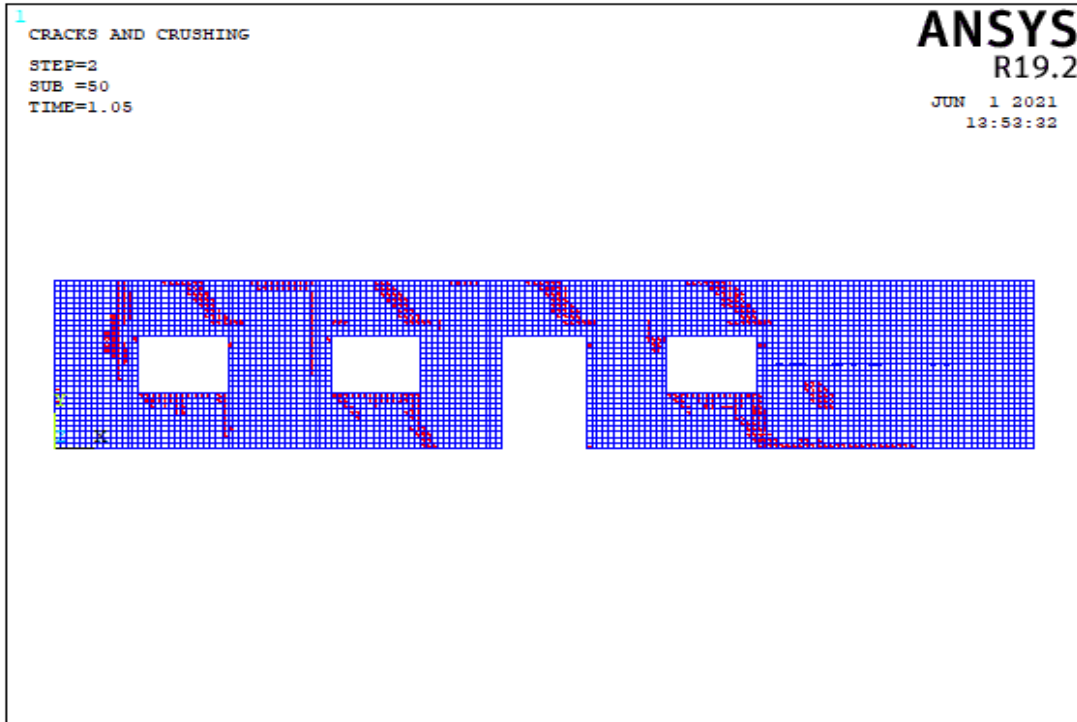 1
CRACKS AND CRUSHING
STEP=2
SUB =50
TIME=1.05
ANSYS
R19.2
JUN  1 2021
13:53:32
Y
Z X